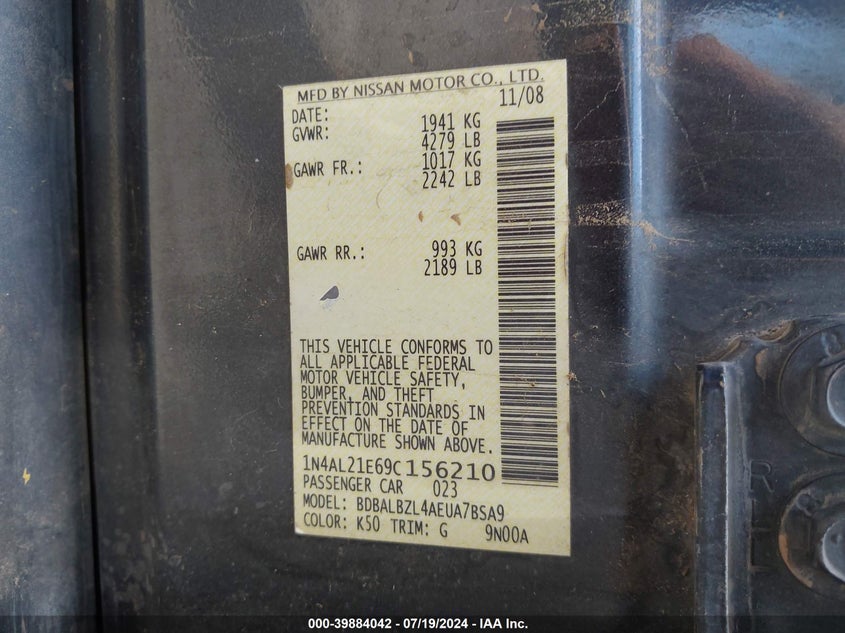 MFD BY NISSAN MOTOR CO., LTD.
DATE: 11/08
GVWR: 1941 KG
4279 LB
GAWR FR.: 1017 KG
2242 LB
GAWR RR.: 993 KG
2189 LB
THIS VEHICLE CONFORMS TO
ALL APPLICABLE FEDERAL
MOTOR VEHICLE SAFETY,
BUMPER, AND THEFT
PREVENTION STANDARDS IN
EFFECT ON THE DATE OF
MANUFACTURE SHOWN ABOVE.
1N4AL21E69C156210
PASSENGER CAR 023
MODEL: BDBALBZL4AEUA7BSA9
COLOR: K50 TRIM: G 9N00A
000-39884042 - 07/19/2024 - IAA Inc.